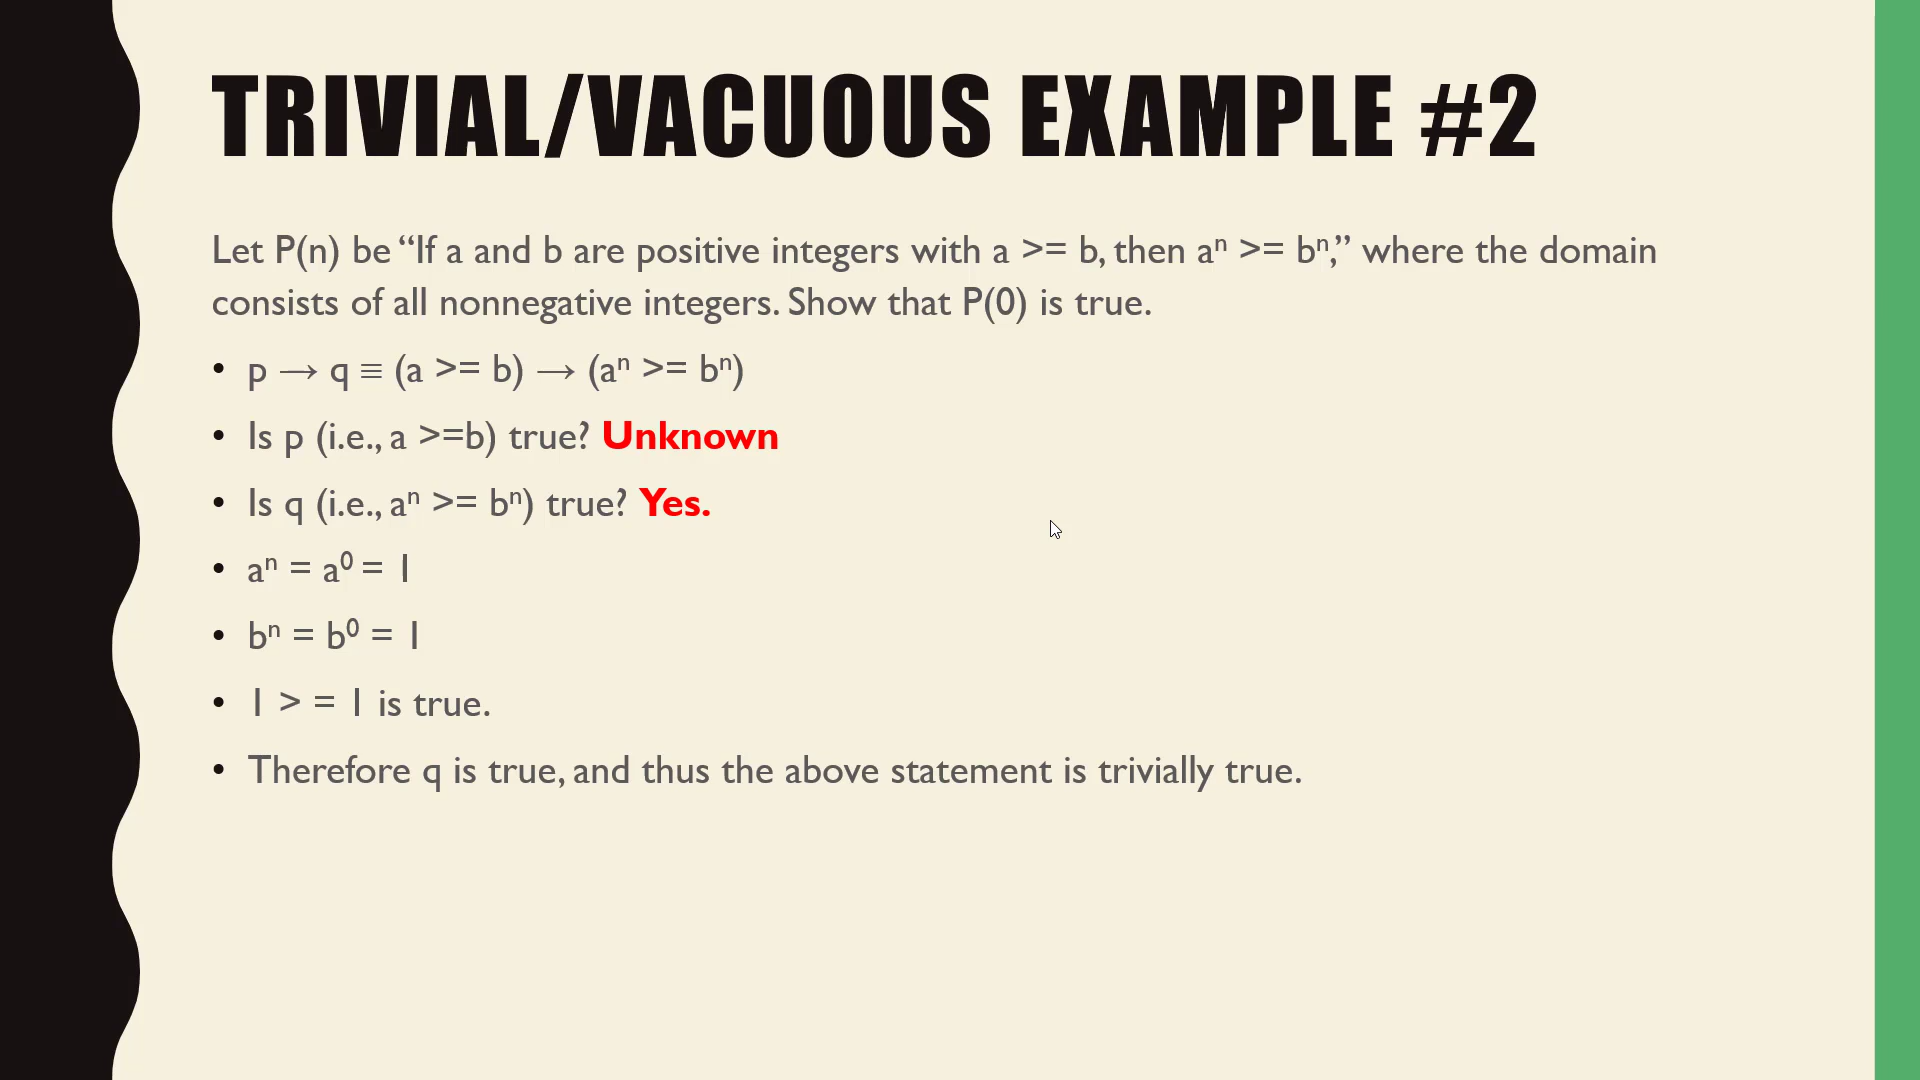 TRIVIAL/VACUOUS EXAMPLE #2
Let P(n) be “If a and b are positive integers with a >= b, then aⁿ >= bⁿ,” where the domain
consists of all nonnegative integers. Show that P(0) is true.
• p → q ≡ (a >= b) → (aⁿ >= bⁿ)
• Is p (i.e., a >=b) true? Unknown
• Is q (i.e., aⁿ >= bⁿ) true? Yes.
• aⁿ = a⁰ = 1
• bⁿ = b⁰ = 1
• 1 > = 1 is true.
• Therefore q is true, and thus the above statement is trivially true.